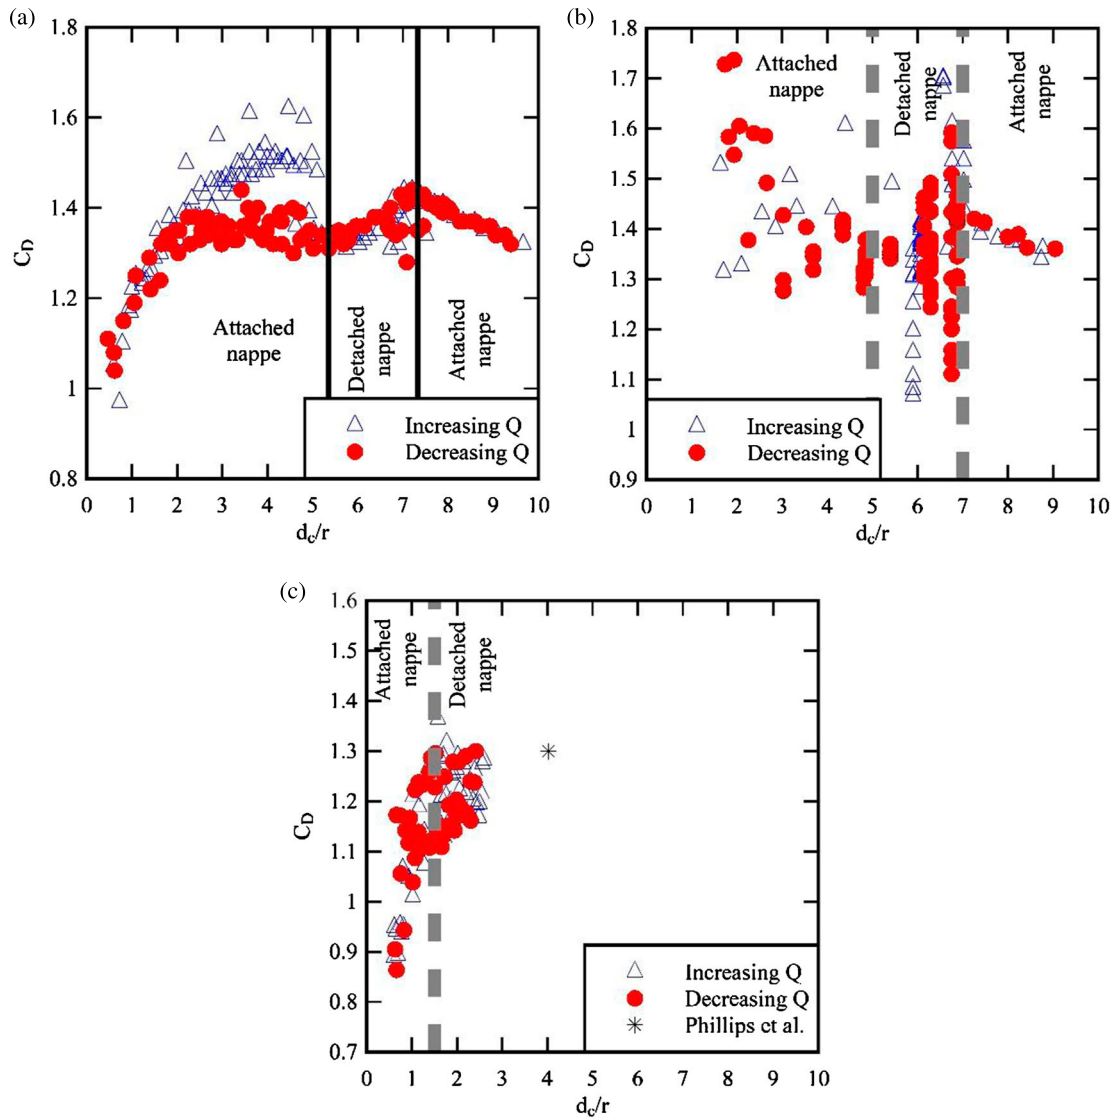 (a)
1.8
1.6
1.4
1.2
1
0.8
C_D
0 1 2 3 4 5 6 7 8 9 10
d_c/r
Attached
nappe
Detached
nappe
Attached
nappe
Increasing Q
Decreasing Q
(b)
1.8
1.7
1.6
1.5
1.4
1.3
1.2
1.1
1
0.9
C_D
0 1 2 3 4 5 6 7 8 9 10
d_c/r
Attached
nappe
Detached
nappe
Attached
nappe
Increasing Q
Decreasing Q
(c)
1.6
1.5
1.4
1.3
1.2
1.1
1
0.9
0.8
0.7
C_D
0 1 2 3 4 5 6 7 8 9 10
d_c/r
Attached
nappe
Detached
nappe
Increasing Q
Decreasing Q
Phillips et al.